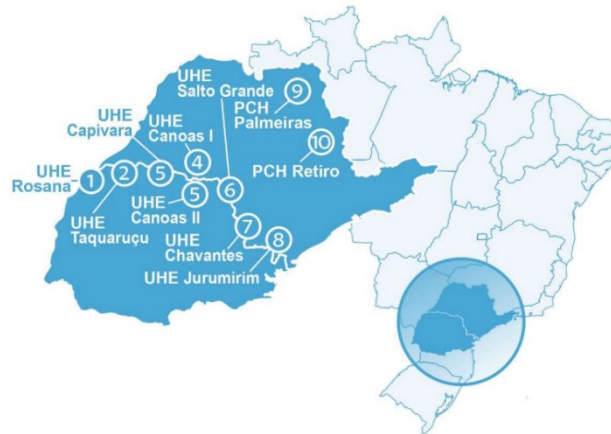 UHE
Salto Grande
9
PCH
Palmeiras
UHE
Capivara
UHE
Canoas I
10
PCH Retiro
UHE
Rosana
1
2
5
4
5
6
UHE
Taquaruçu
UHE
Canoas II
7
UHE
Chavantes
8
UHE Jurumirim